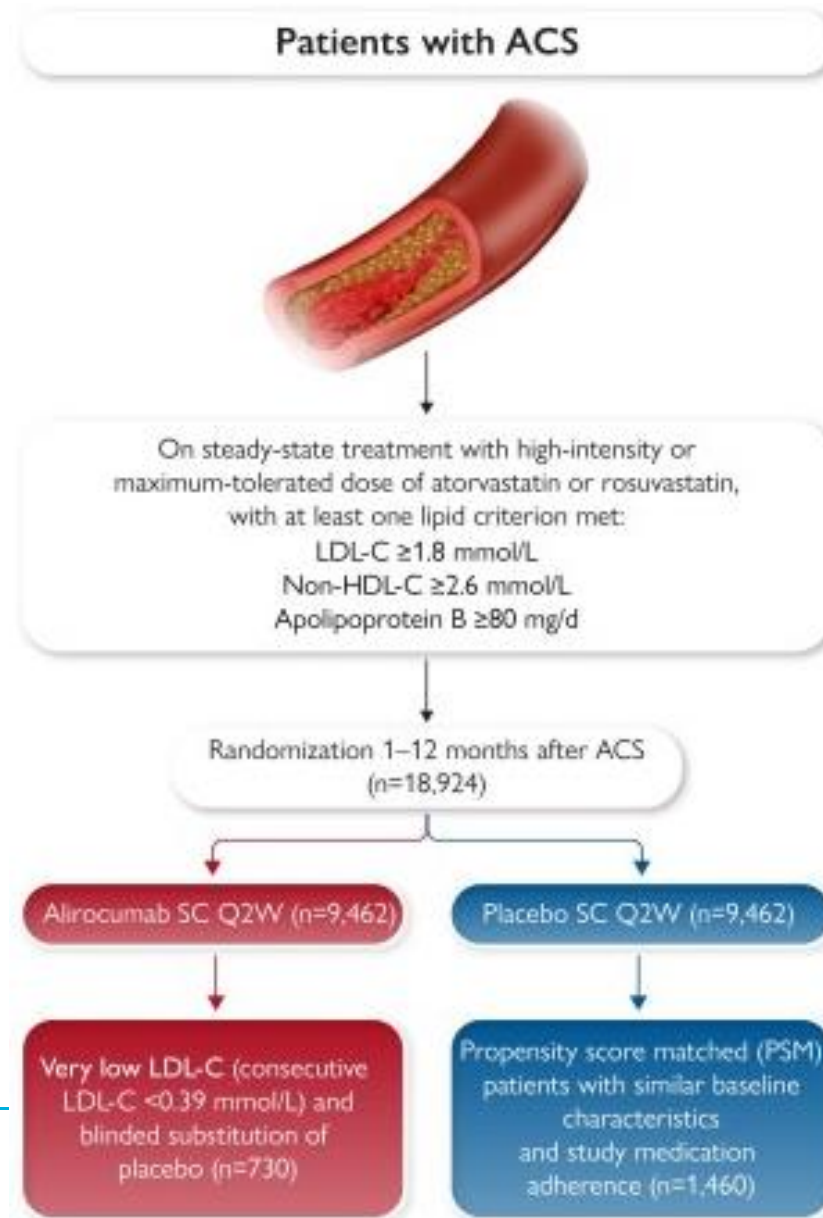 Patients with ACS
On steady-state treatment with high-intensity or
maximum-tolerated dose of atorvastatin or rosuvastatin,
with at least one lipid criterion met:
LDL-C ≥1.8 mmol/L
Non-HDL-C ≥2.6 mmol/L
Apolipoprotein B ≥80 mg/d
Randomization 1–12 months after ACS
(n=18,924)
Alirocumab SC Q2W (n=9,462)
Placebo SC Q2W (n=9,462)
Very low LDL-C (consecutive
LDL-C <0.39 mmol/L) and
blinded substitution of
placebo (n=730)
Propensity score matched (PSM)
patients with similar baseline
characteristics
and study medication
adherence (n=1,460)